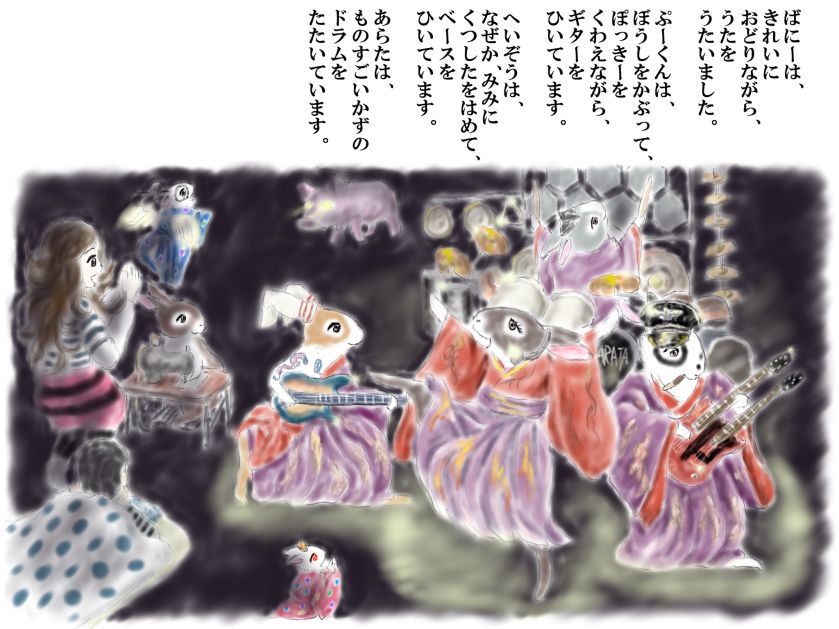 ばにーは、
きれいに
おどりながら、
うたを
うたいました。
ぷーくんは、
ぼうしをかぶって、
ぽっきーを
くわえながら、
ギターを
ひいています。
へいぞうは、
なぜか、みみに
くつしたをはめて、
ベースを
ひいています。
あらたは、
ものすごいかずの
ドラムを
たたいています。
ARATA